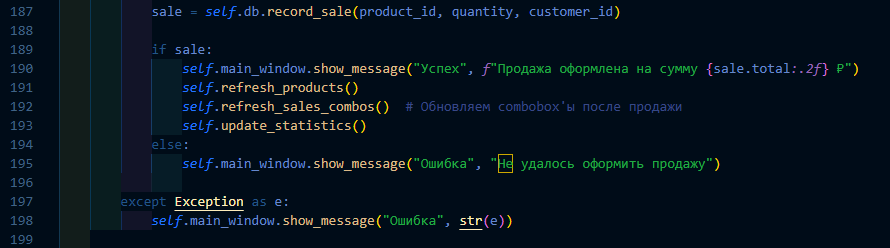 187 sale = self.db.record_sale(product_id, quantity, customer_id)
188
189 if sale:
190 self.main_window.show_message("Успех", f"Продажа оформлена на сумму {sale.total:.2f} ₽")
191 self.refresh_products()
192 self.refresh_sales_combos()  # Обновляем combobox'ы после продажи
193 self.update_statistics()
194 else:
195 self.main_window.show_message("Ошибка", "Не удалось оформить продажу")
196
197 except Exception as e:
198 self.main_window.show_message("Ошибка", str(e))
199